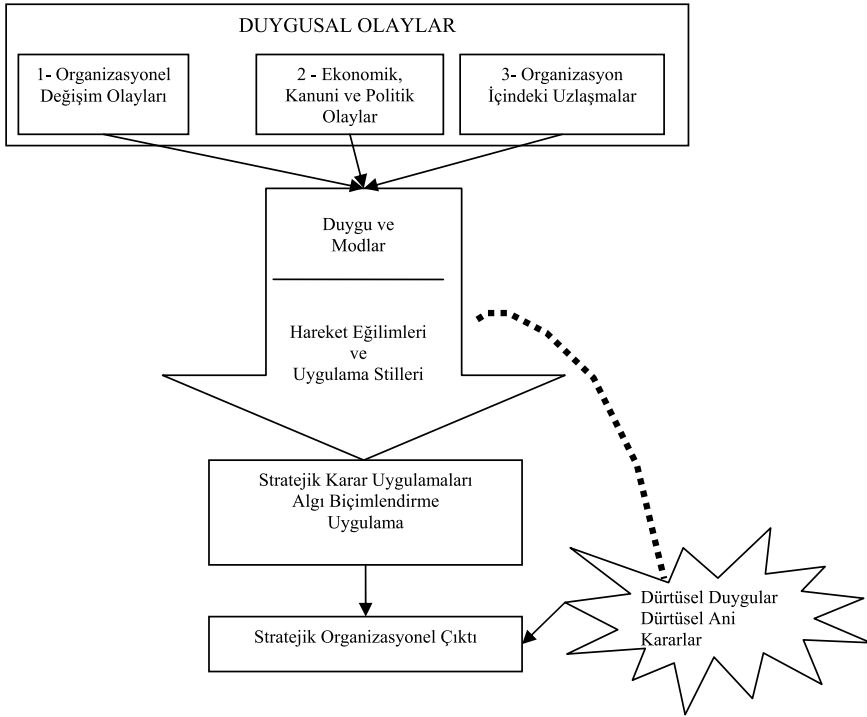 DUYGUSAL OLAYLAR
1- Organizasyonel
Değişim Olayları
2 - Ekonomik,
Kanuni ve Politik
Olaylar
3- Organizasyon
İçindeki Uzlaşmalar
Duygu ve
Modlar
Hareket Eğilimleri
ve
Uygulama Stilleri
Stratejik Karar Uygulamaları
Algı Biçimlendirme
Uygulama
Dürtüsel Duygular
Dürtüsel Ani
Kararlar
Stratejik Organizasyonel Çıktı